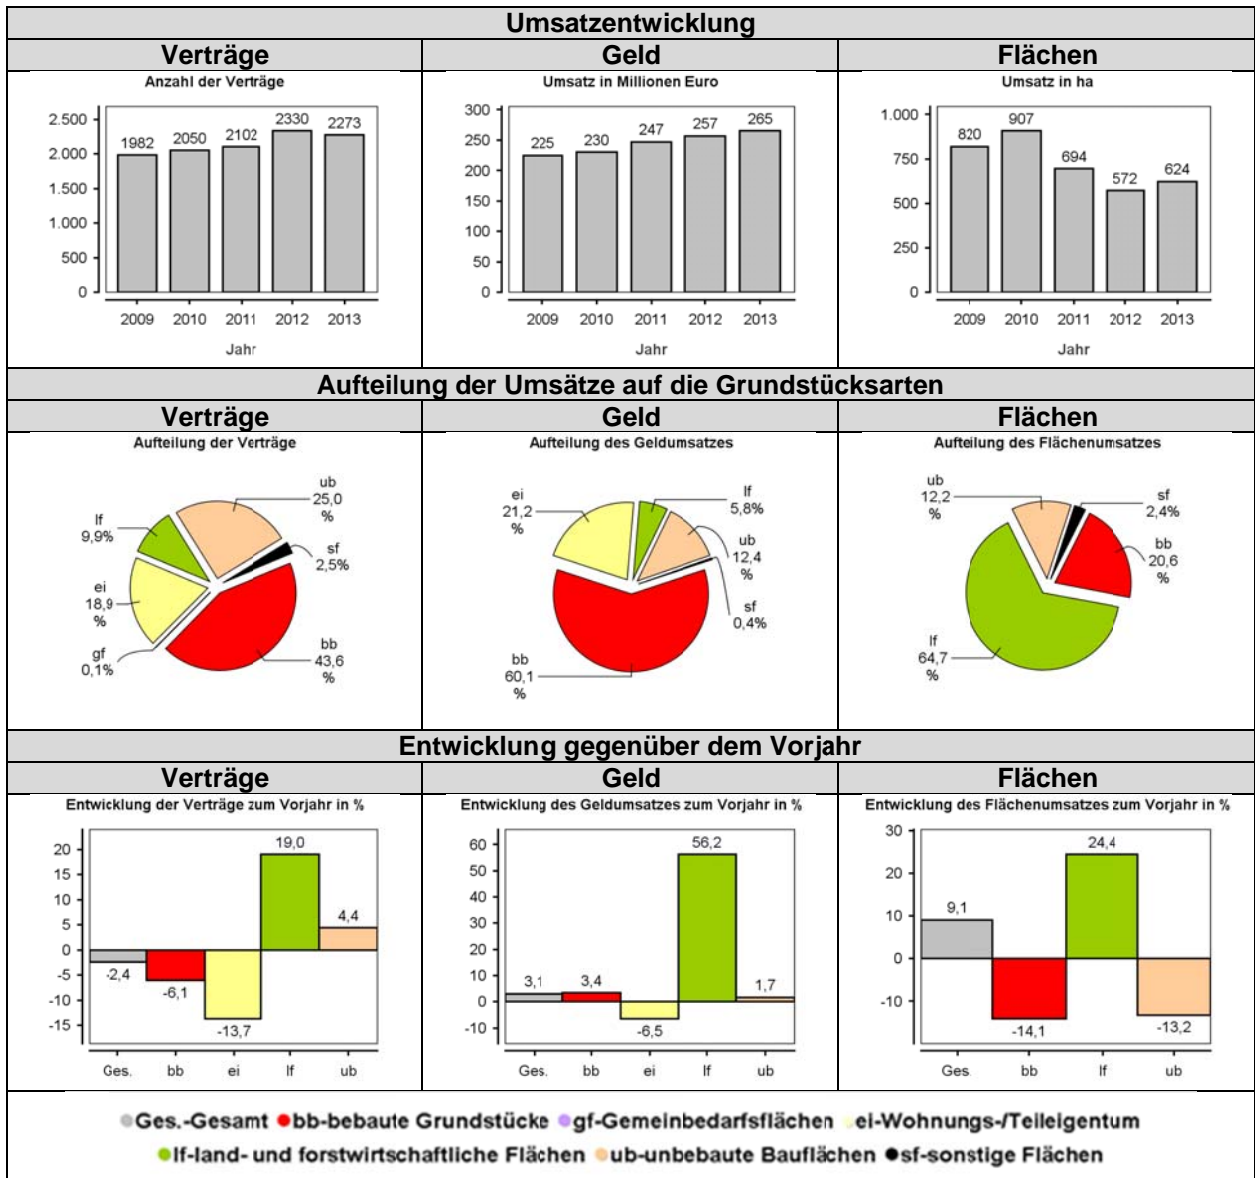 Umsatzentwicklung
Verträge
Anzahl der Verträge
2.500
2.000
1.500
1.000
500
0
1982
2050
2102
2330
2273
2009 2010 2011 2012 2013
Jahr
Geld
Umsatz in Millionen Euro
300
250
200
150
100
50
0
225
230
247
257
265
2009 2010 2011 2012 2013
Jahr
Flächen
Umsatz in ha
1.000
750
500
250
0
820
907
694
572
624
2009 2010 2011 2012 2013
Jahr
Aufteilung der Umsätze auf die Grundstücksarten
Verträge
Aufteilung der Verträge
ub
25,0
%
sf
2,5%
bb
43,6
%
gf
0,1%
ei
18,9
%
lf
9,9%
Geld
Aufteilung des Geldumsatzes
ei
21,2
%
lf
5,8%
ub
12,4
%
sf
0,4%
bb
60,1
%
Flächen
Aufteilung des Flächenumsatzes
ub
12,2
%
sf
2,4%
bb
20,6
%
lf
64,7
%
Entwicklung gegenüber dem Vorjahr
Verträge
Entwicklung der Verträge zum Vorjahr in %
20
15
10
5
0
-5
-10
-15
-2,4
-6,1
-13,7
19,0
4,4
Ges. bb ei lf ub
Geld
Entwicklung des Geldumsatzes zum Vorjahr in %
60
50
40
30
20
10
0
-10
3,1
3,4
-6,5
56,2
1,7
Ges. bb ei lf ub
Flächen
Entwicklung des Flächenumsatzes zum Vorjahr in %
30
20
10
0
-10
9,1
-14,1
24,4
-13,2
Ges. bb lf ub
Ges.-Gesamt bb-bebaute Grundstücke gf-Gemeinbedarfsflächen ei-Wohnungs-/Teileigentum
lf-land- und forstwirtschaftliche Flächen ub-unbebaute Bauflächen sf-sonstige Flächen